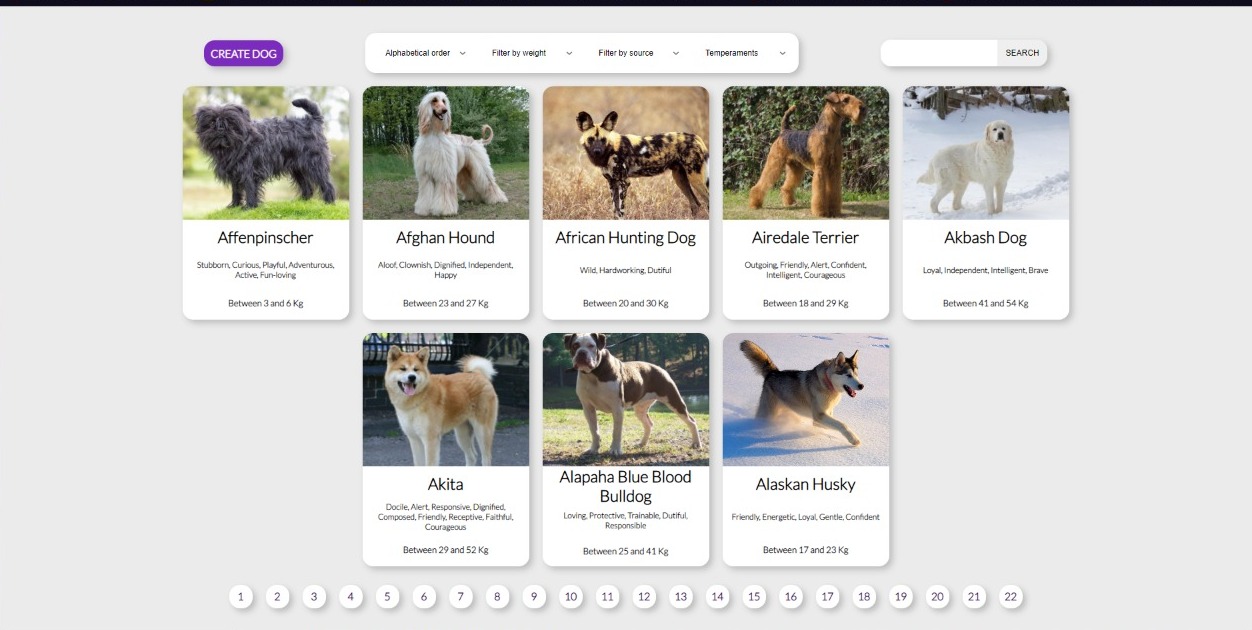 CREATE DOG
Alphabetical order
Filter by weight
Filter by source
Temperaments
SEARCH
Affenpinscher
Stubborn, Curious, Playful, Adventurous,
Active, Fun-loving
Between 3 and 6 Kg
Afghan Hound
Aloof, Clownish, Dignified, Independent,
Happy
Between 23 and 27 Kg
African Hunting Dog
Wild, Hardworking, Dutiful
Between 20 and 30 Kg
Airedale Terrier
Outgoing, Friendly, Alert, Confident,
Intelligent, Courageous
Between 18 and 29 Kg
Akbash Dog
Loyal, Independent, Intelligent, Brave
Between 41 and 54 Kg
Akita
Docile, Alert, Responsive, Dignified,
Composed, Friendly, Receptive, Faithful,
Courageous
Between 29 and 52 Kg
Alapaha Blue Blood
Bulldog
Loving, Protective, Trainable, Dutiful,
Responsible
Between 25 and 41 Kg
Alaskan Husky
Friendly, Energetic, Loyal, Gentle, Confident
Between 17 and 23 Kg
1 2 3 4 5 6 7 8 9 10 11 12 13 14 15 16 17 18 19 20 21 22